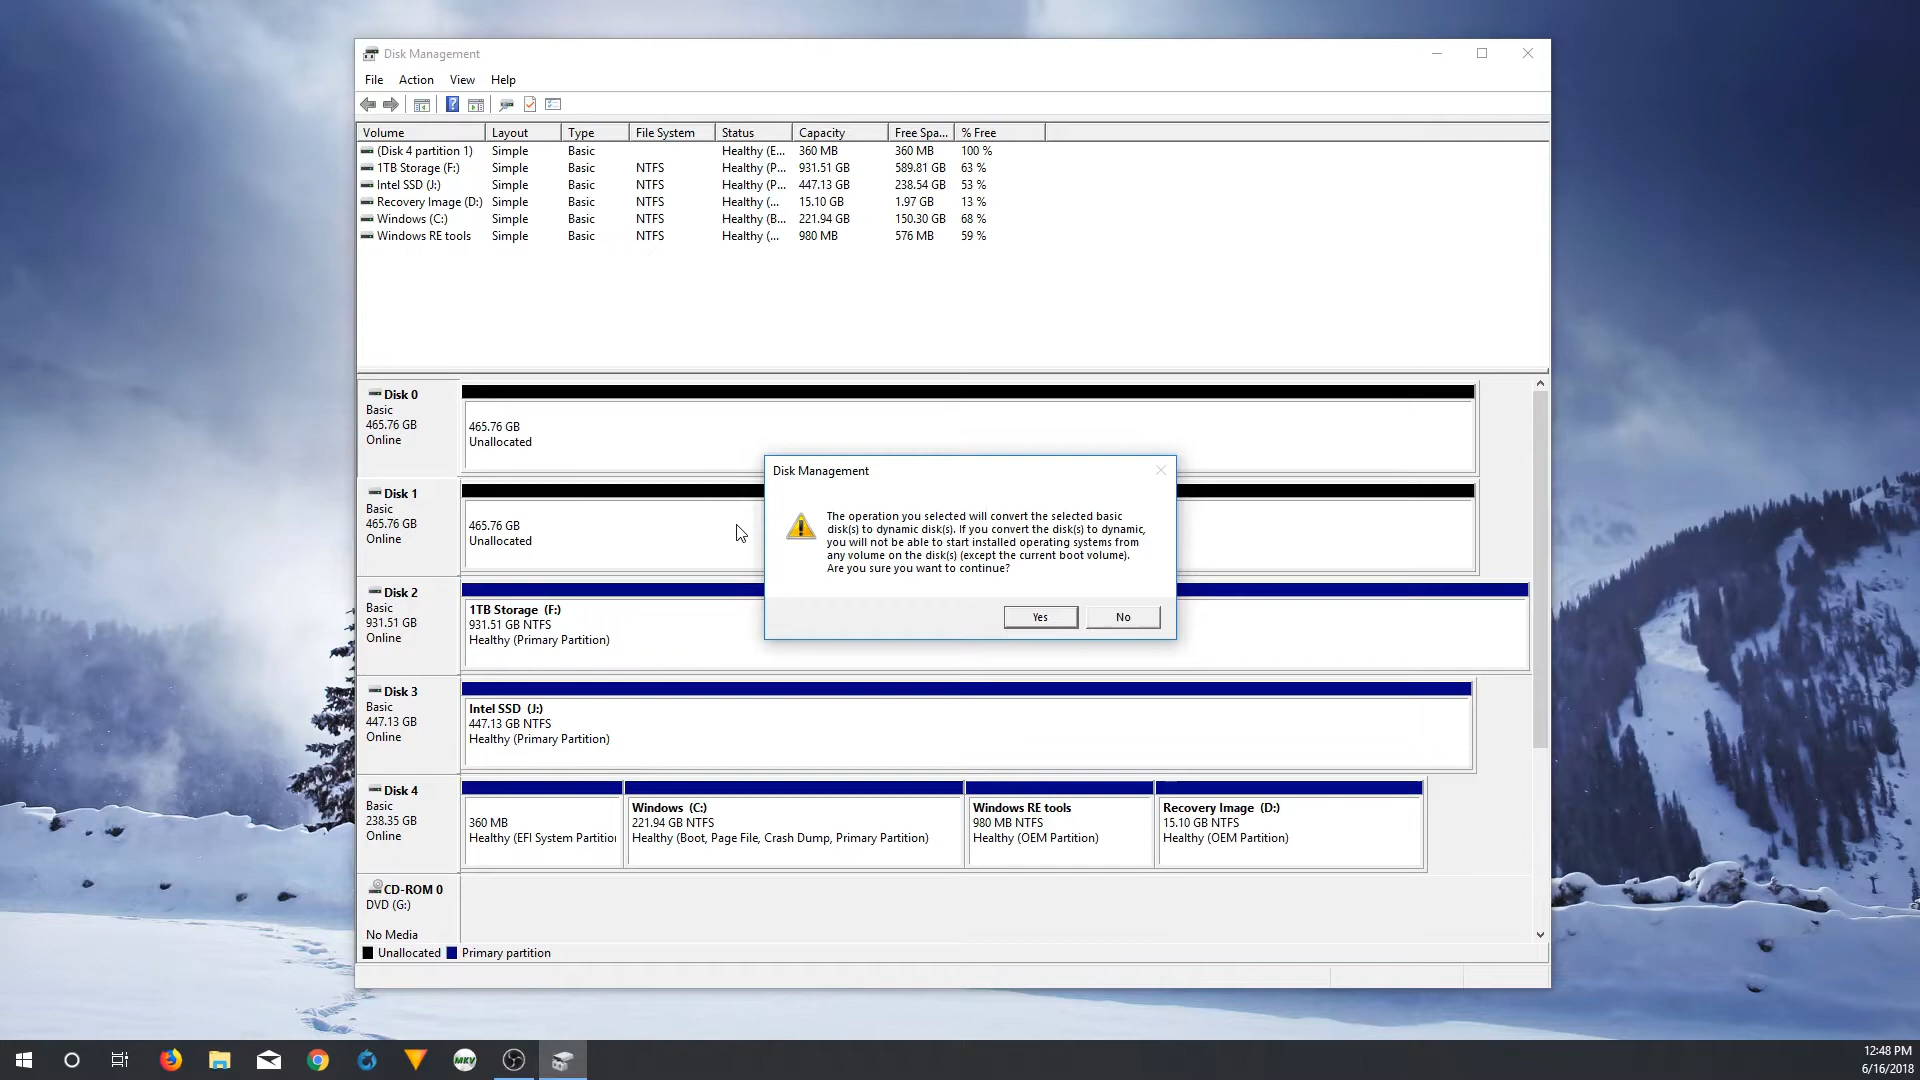 Disk Management
File Action View Help
Volume Layout Type File System Status Capacity Free Spa... % Free
(Disk 4 partition 1) Simple Basic Healthy (E... 360 MB 360 MB 100 %
1TB Storage (F:) Simple Basic NTFS Healthy (P... 931.51 GB 589.81 GB 63 %
Intel SSD (J:) Simple Basic NTFS Healthy (P... 447.13 GB 238.54 GB 53 %
Recovery Image (D:) Simple Basic NTFS Healthy (... 15.10 GB 1.97 GB 13 %
Windows (C:) Simple Basic NTFS Healthy (B... 221.94 GB 150.30 GB 68 %
Windows RE tools Simple Basic NTFS Healthy (... 980 MB 576 MB 59 %
Disk 0
Basic
465.76 GB
Online
465.76 GB
Unallocated
Disk 1
Basic
465.76 GB
Online
465.76 GB
Unallocated
Disk Management
The operation you selected will convert the selected basic
disk(s) to dynamic disk(s). If you convert the disk(s) to dynamic,
you will not be able to start installed operating systems from
any volume on the disk(s) (except the current boot volume).
Are you sure you want to continue?
Yes No
Disk 2
Basic
931.51 GB
Online
1TB Storage (F:)
931.51 GB NTFS
Healthy (Primary Partition)
Disk 3
Basic
447.13 GB
Online
Intel SSD (J:)
447.13 GB NTFS
Healthy (Primary Partition)
Disk 4
Basic
238.35 GB
Online
360 MB
Healthy (EFI System Partitior
Windows (C:)
221.94 GB NTFS
Healthy (Boot, Page File, Crash Dump, Primary Partition)
Windows RE tools
980 MB NTFS
Healthy (OEM Partition)
Recovery Image (D:)
15.10 GB NTFS
Healthy (OEM Partition)
CD-ROM 0
DVD (G:)
No Media
Unallocated Primary partition
MKV
12:48 PM
6/16/2018